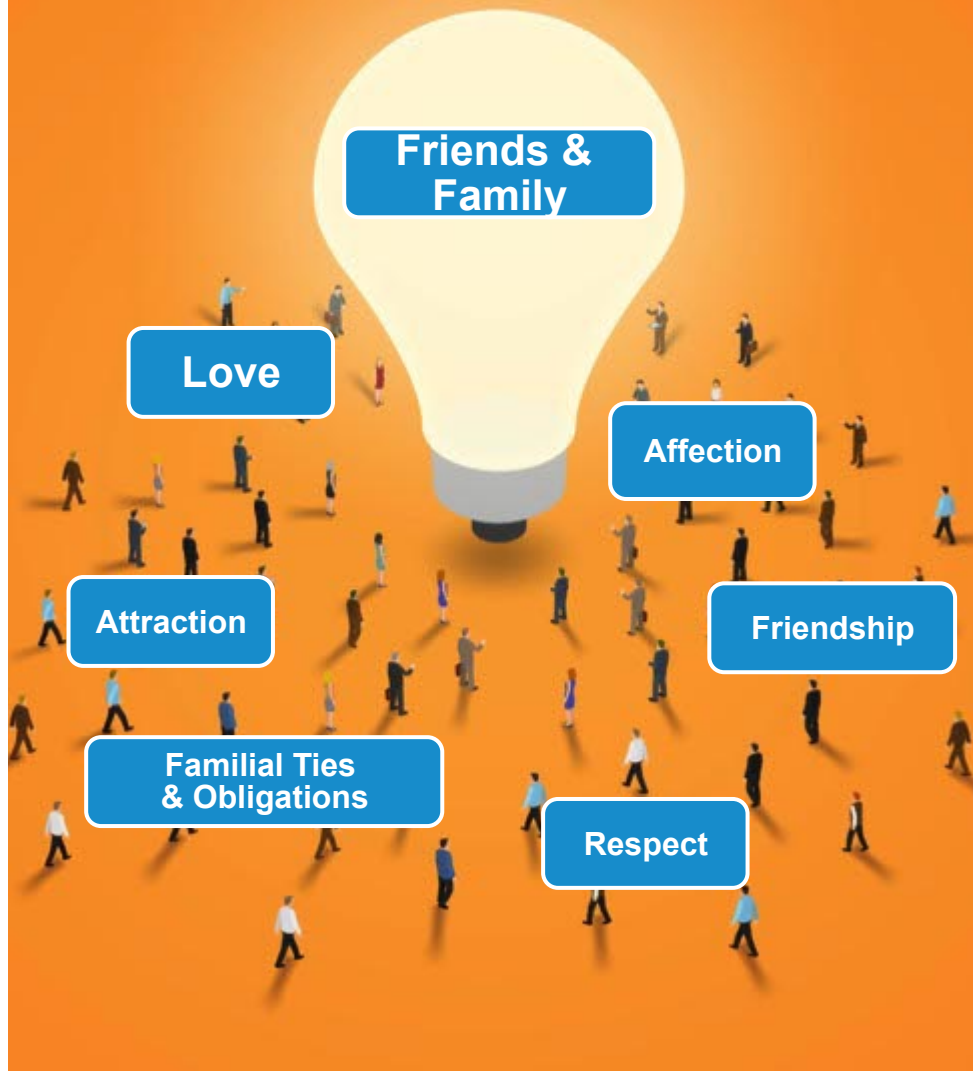 Friends &
Family
Love
Affection
Attraction
Friendship
Familial Ties
& Obligations
Respect